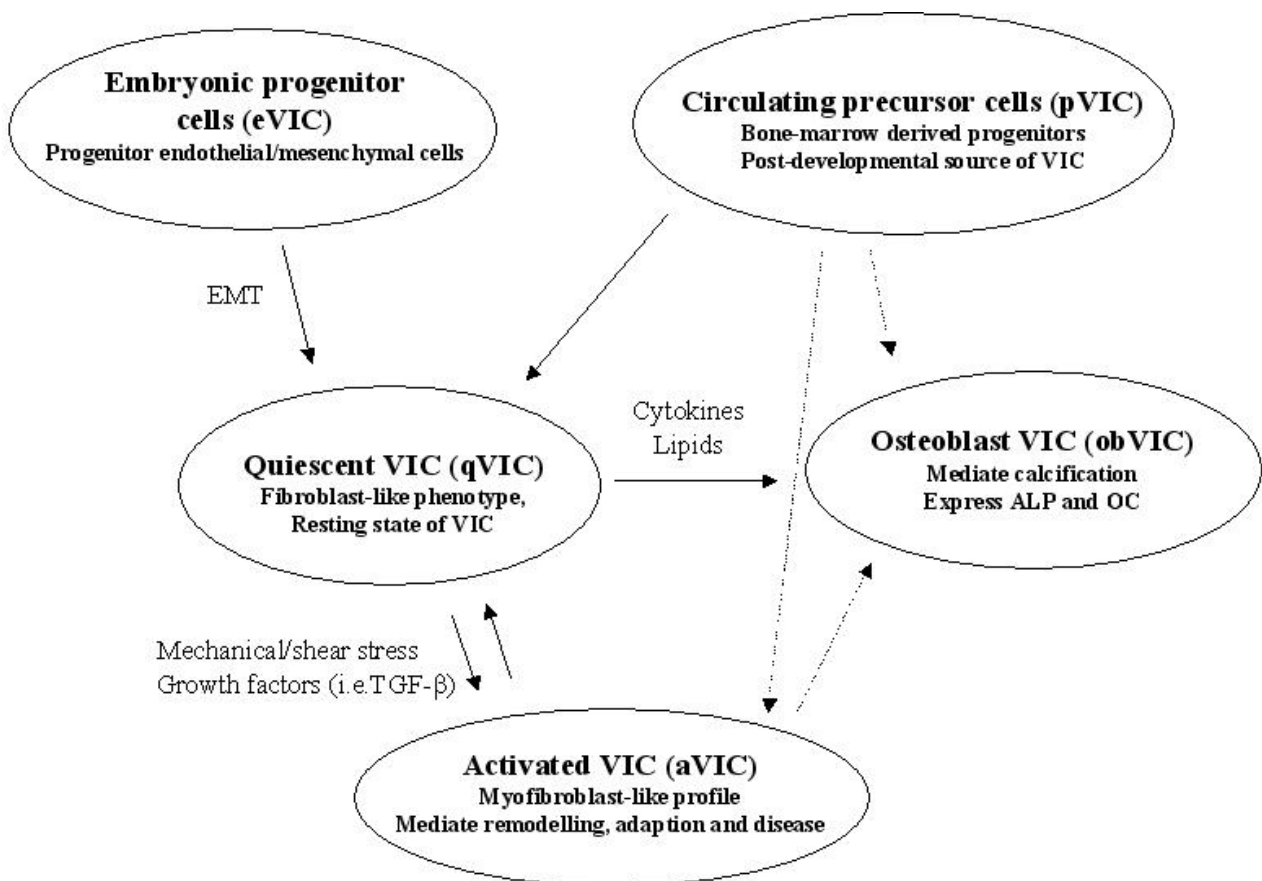 Embryonic progenitor
cells (eVIC)
Progenitor endothelial/mesenchymal cells
Circulating precursor cells (pVIC)
Bone-marrow derived progenitors
Post-developmental source of VIC
EMT
Quiescent VIC (qVIC)
Fibroblast-like phenotype,
Resting state of VIC
Cytokines
Lipids
Osteoblast VIC (obVIC)
Mediate calcification
Express ALP and OC
Mechanical/shear stress
Growth factors (i.e.TGF-β)
Activated VIC (aVIC)
Myofibroblast-like profile
Mediate remodelling, adaption and disease